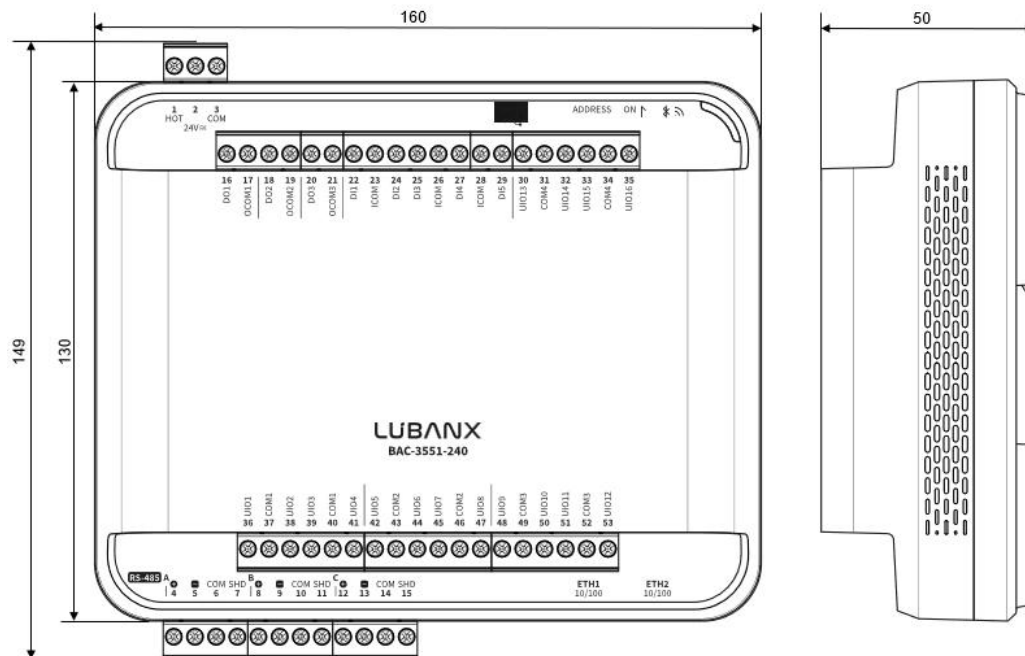 160
50
149
130
1 2 3
HOT COM
24V
ADDRESS ON
16 17 18 19 20 21 22 23 24 25 26 27 28 29 30 31 32 33 34 35
DO1 OCOM1 DO2 OCOM2 DO3 OCOM3 DI1 ICOM DI2 DI3 ICOM DI4 ICOM DI5 UIO13 COM4 UIO14 UIO15 COM4 UIO16
LUBANX
BAC-3551-240
UIO1 COM1 UIO2 UIO3 COM1 UIO4 UIO5 COM2 UIO6 UIO7 COM2 UIO8 UIO9 COM3 UIO10 UIO11 COM3 UIO12
36 37 38 39 40 41 42 43 44 45 46 47 48 49 50 51 52 53
RS-485 A COM SHD B COM SHD C COM SHD
4 5 6 7 8 9 10 11 12 13 14 15
ETH1 ETH2
10/100 10/100